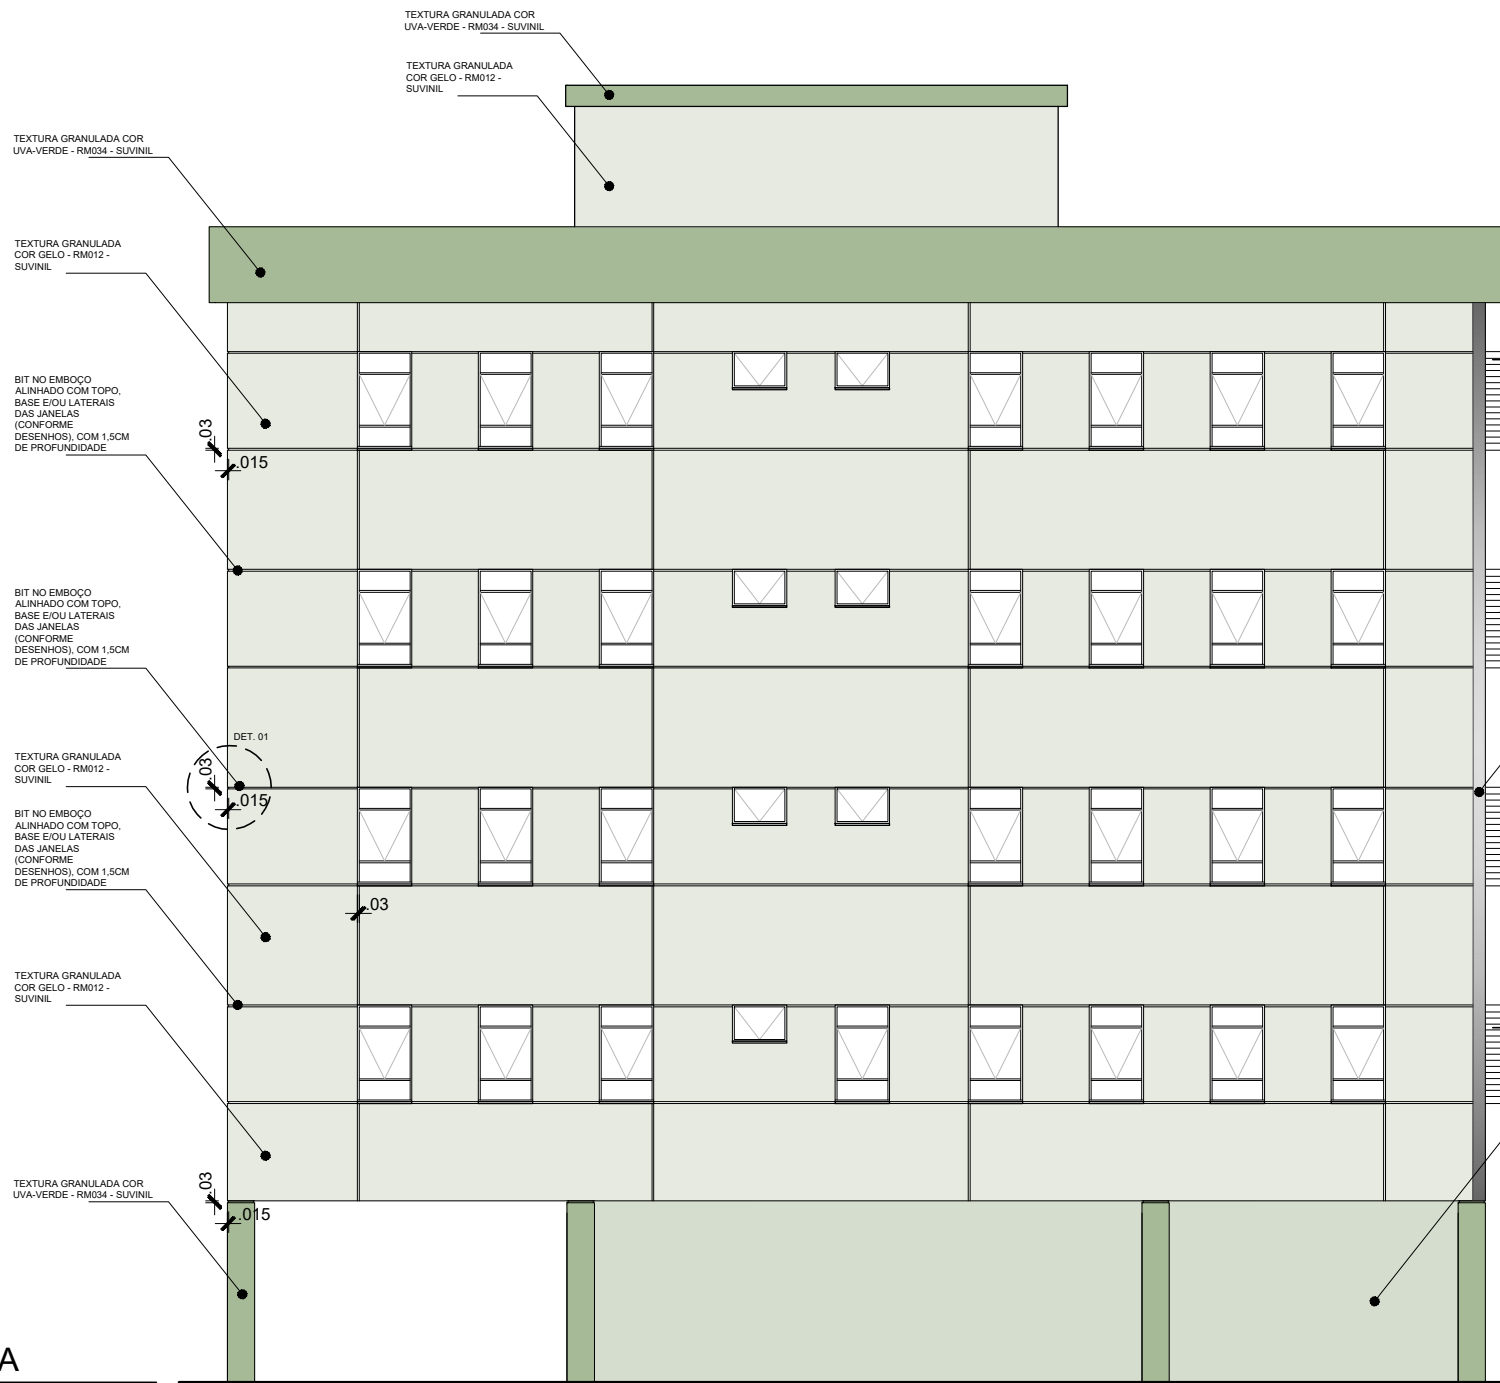 TEXTURA GRANULADA COR
UVA-VERDE - RM034 - SUVINIL
TEXTURA GRANULADA
COR GELO - RM012 -
SUVINIL
TEXTURA GRANULADA COR
UVA-VERDE - RM034 - SUVINIL
TEXTURA GRANULADA
COR GELO - RM012 -
SUVINIL
BIT NO EMBOÇO
ALINHADO COM TOPO,
BASE E/OU LATERAIS
DAS JANELAS
(CONFORME
DESENHOS), COM 1,5CM
DE PROFUNDIDADE
.03
.015
BIT NO EMBOÇO
ALINHADO COM TOPO,
BASE E/OU LATERAIS
DAS JANELAS
(CONFORME
DESENHOS), COM 1,5CM
DE PROFUNDIDADE
DET. 01
.03
.015
TEXTURA GRANULADA
COR GELO - RM012 -
SUVINIL
BIT NO EMBOÇO
ALINHADO COM TOPO,
BASE E/OU LATERAIS
DAS JANELAS
(CONFORME
DESENHOS), COM 1,5CM
DE PROFUNDIDADE
.03
TEXTURA GRANULADA
COR GELO - RM012 -
SUVINIL
TEXTURA GRANULADA COR
UVA-VERDE - RM034 - SUVINIL
.03
.015
A